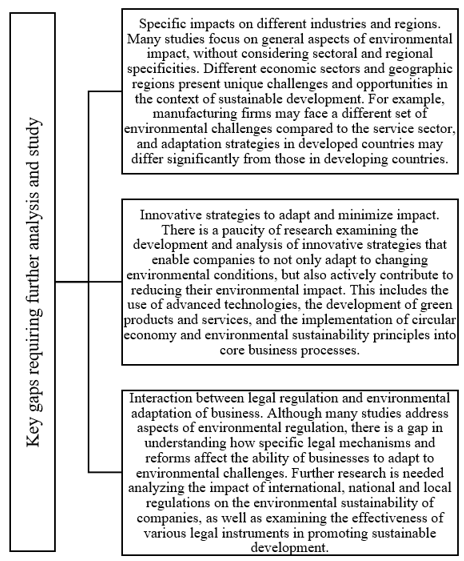 Key gaps requiring further analysis and study
Specific impacts on different industries and regions.
Many studies focus on general aspects of environmental
impact, without considering sectoral and regional
specificities. Different economic sectors and geographic
regions present unique challenges and opportunities in
the context of sustainable development. For example,
manufacturing firms may face a different set of
environmental challenges compared to the service sector,
and adaptation strategies in developed countries may
differ significantly from those in developing countries.
Innovative strategies to adapt and minimize impact.
There is a paucity of research examining the
development and analysis of innovative strategies that
enable companies to not only adapt to changing
environmental conditions, but also actively contribute to
reducing their environmental impact. This includes the
use of advanced technologies, the development of green
products and services, and the implementation of circular
economy and environmental sustainability principles into
core business processes.
Interaction between legal regulation and environmental
adaptation of business. Although many studies address
aspects of environmental regulation, there is a gap in
understanding how specific legal mechanisms and
reforms affect the ability of businesses to adapt to
environmental challenges. Further research is needed
analyzing the impact of international, national and local
regulations on the environmental sustainability of
companies, as well as examining the effectiveness of
various legal instruments in promoting sustainable
development.